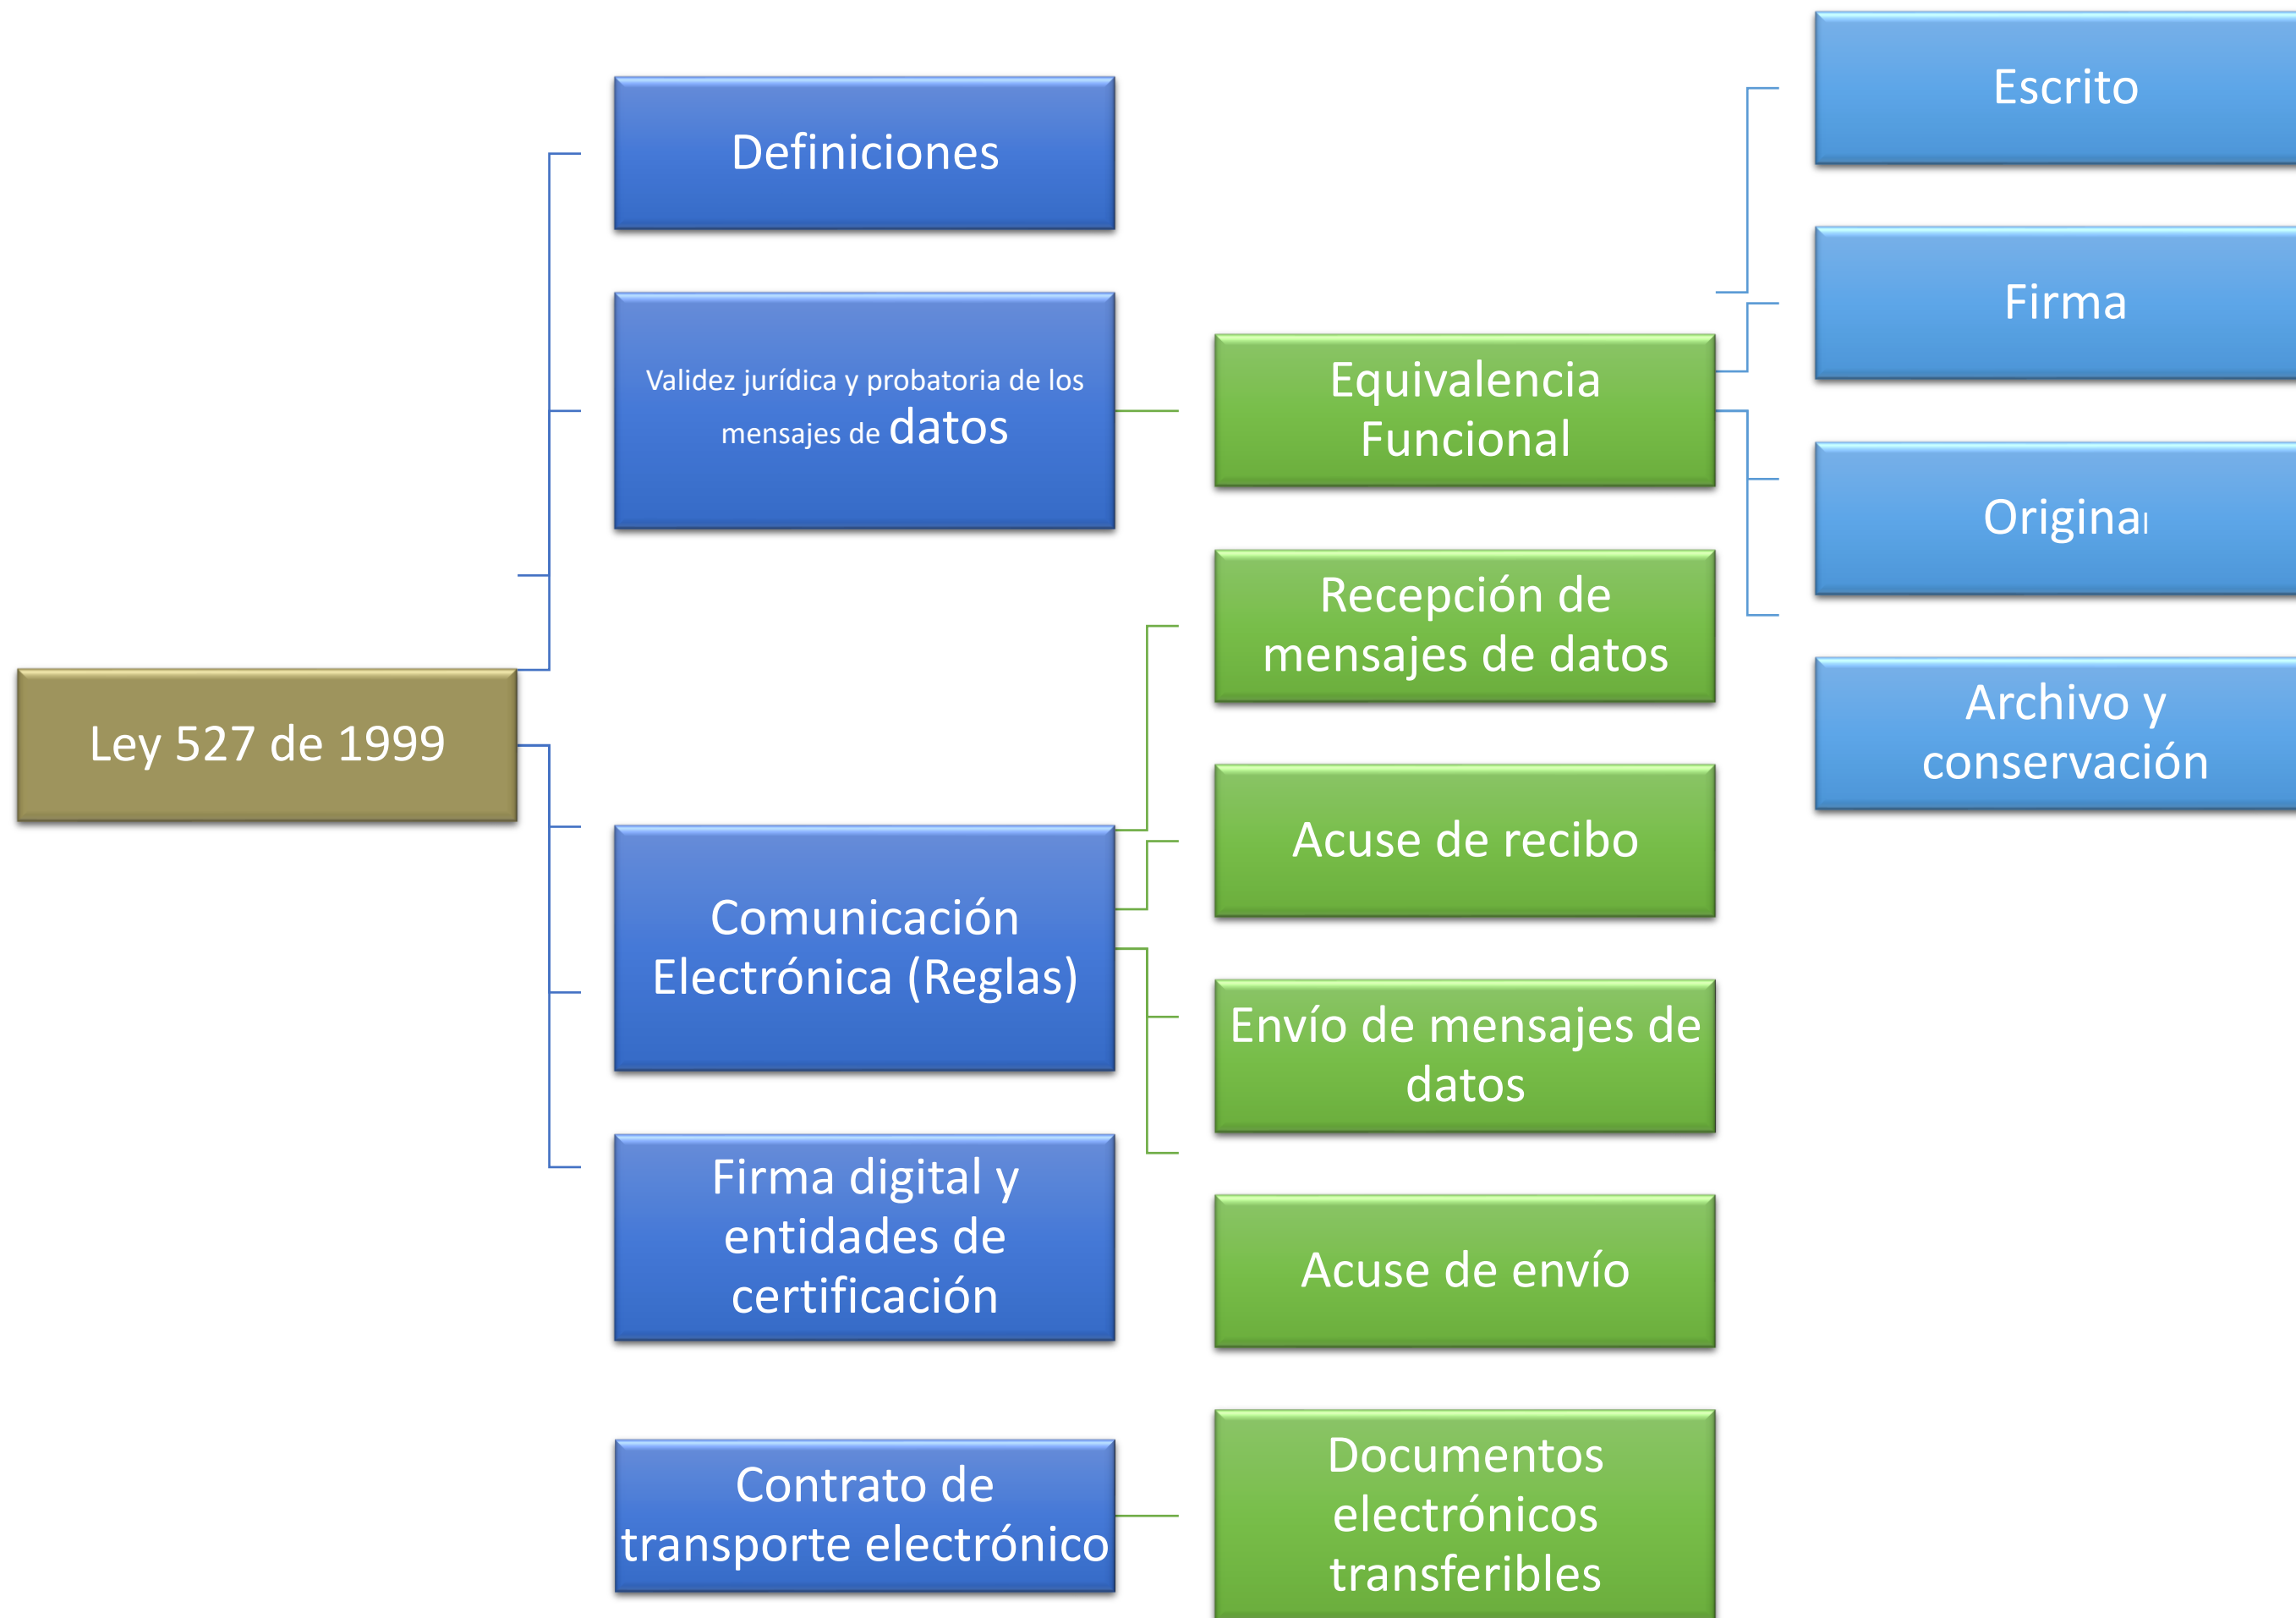 Ley 527 de 1999
Definiciones
Validez jurídica y probatoria de los
mensajes de datos
Equivalencia
Funcional
Escrito
Firma
Original
Archivo y
conservación
Comunicación
Electrónica (Reglas)
Recepción de
mensajes de datos
Acuse de recibo
Envío de mensajes de
datos
Acuse de envío
Firma digital y
entidades de
certificación
Contrato de
transporte electrónico
Documentos
electrónicos
transferibles